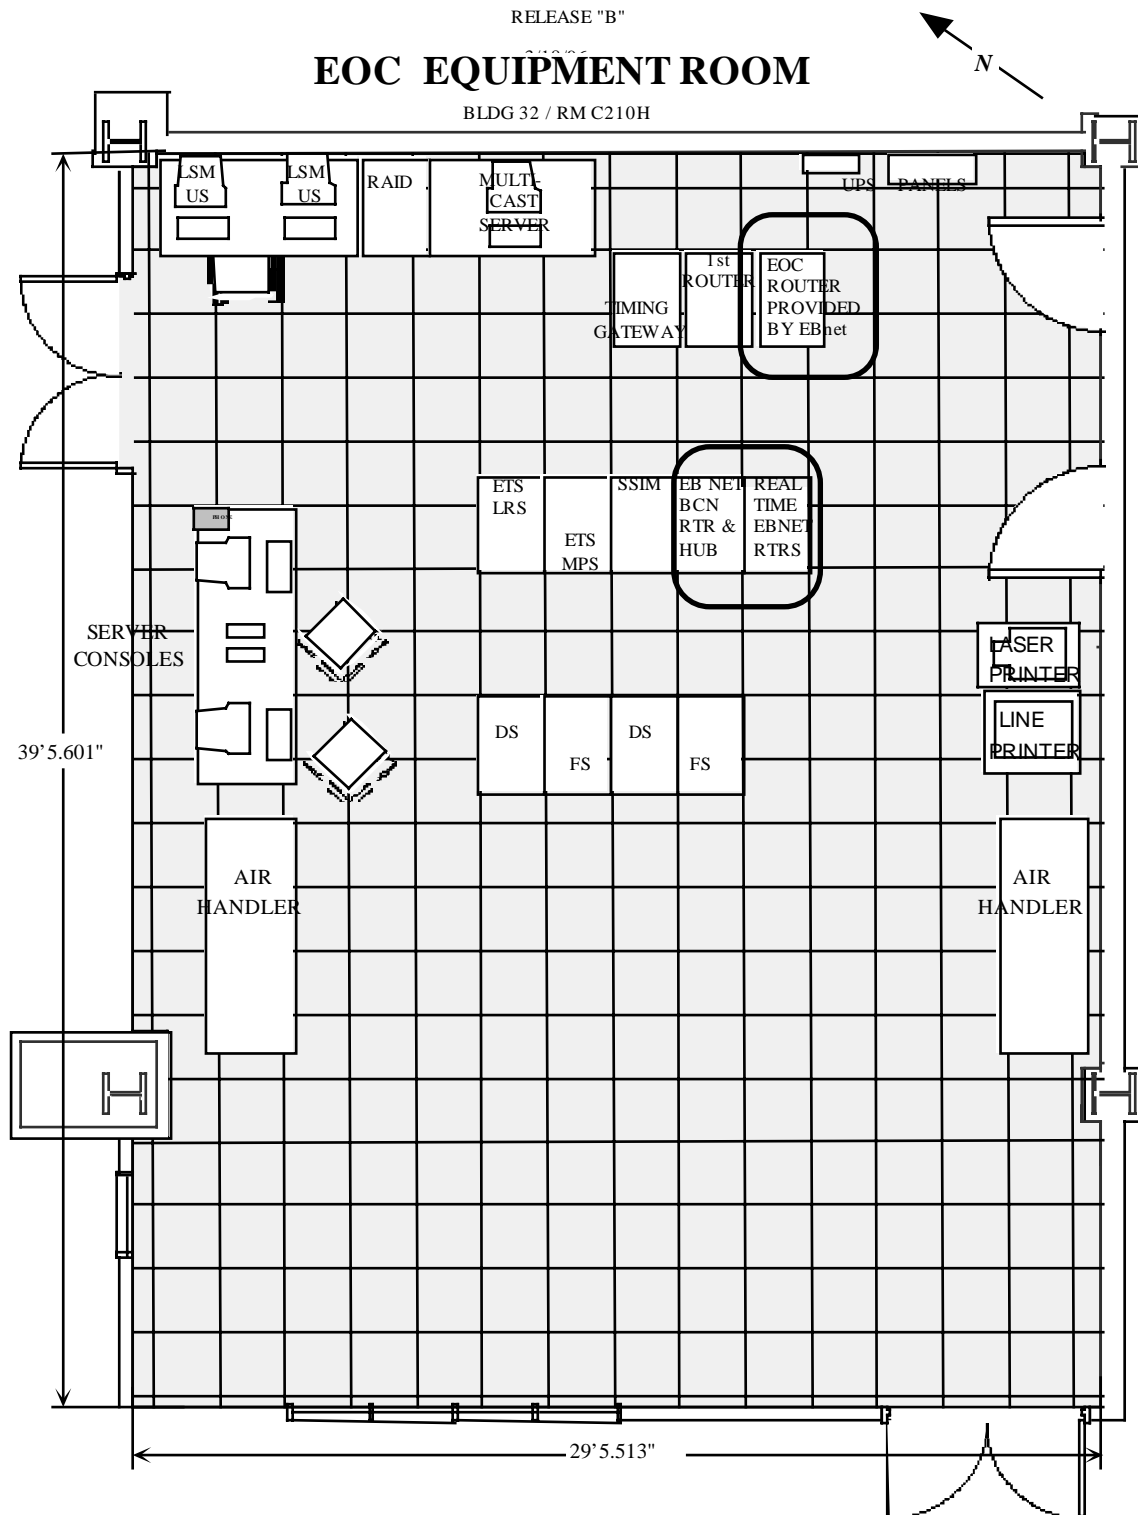 RELEASE "B"
EOC EQUIPMENT ROOM
BLDG 32 / RM C210H
N
LSM
US
LSM
US
RAID
MULTI-
CAST
SERVER
UPS PANELS
TIMING
GATEWAY
1st
ROUTER
EOC
ROUTER
PROVIDED
BY EBnet
ETS
LRS
ETS
MPS
SSIM
EB NET
BCN
RTR &
HUB
REAL
TIME
EBNET
RTRS
SERVER
CONSOLES
LASER
PRINTER
LINE
PRINTER
DS
FS
DS
FS
39'5.601"
AIR
HANDLER
AIR
HANDLER
29'5.513"